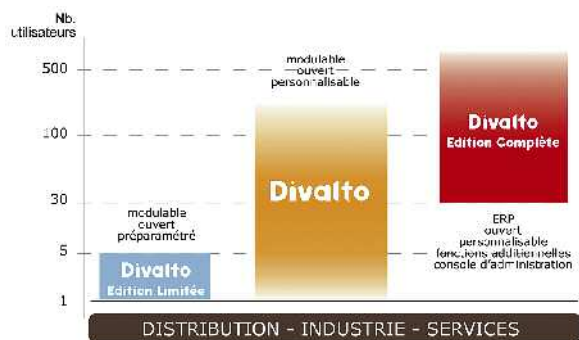 Nb.
utilisateurs
500
100
30
5
1
modulable
ouvert
préparamétré
Divalto
Edition Limitée
modulable
ouvert
personnalisable
Divalto
Divalto
Edition Complète
ERP
ouvert
personnalisable
fonctions additionnelles
console d'administration
DISTRIBUTION - INDUSTRIE - SERVICES